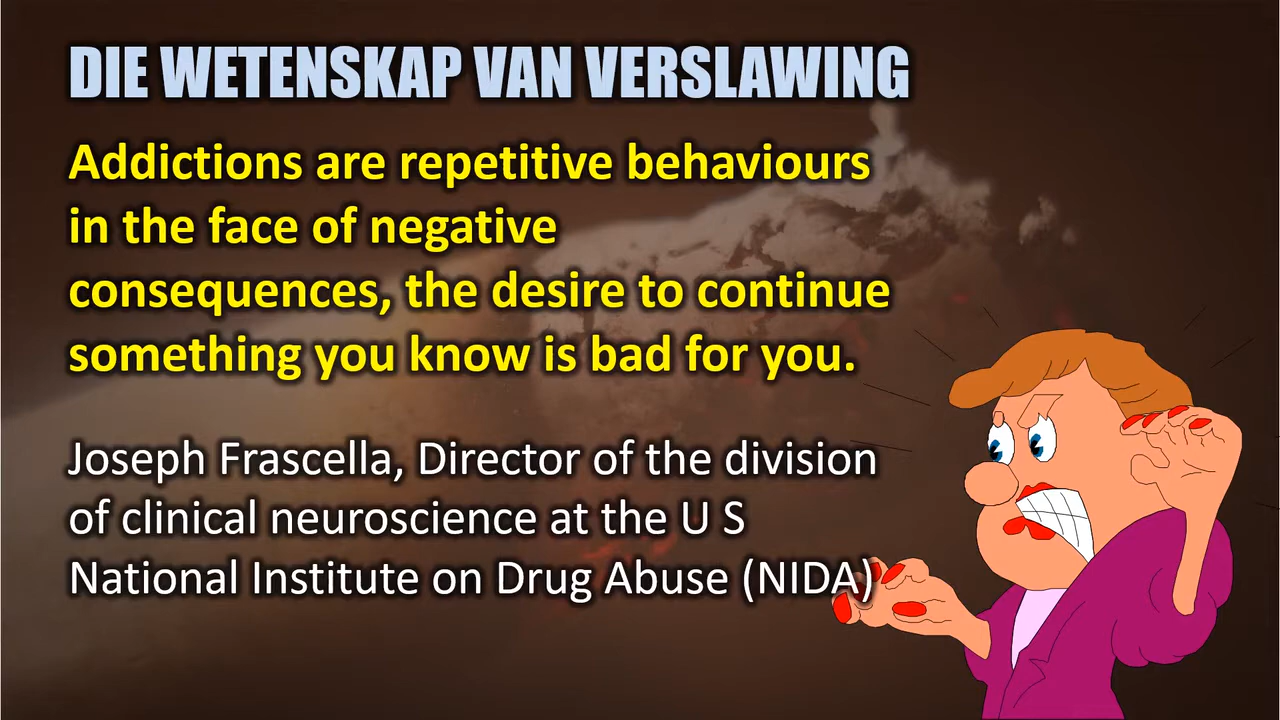 DIE WETENSKAP VAN VERSLAWING
Addictions are repetitive behaviours
in the face of negative
consequences, the desire to continue
something you know is bad for you.
Joseph Frascella, Director of the division
of clinical neuroscience at the U S
National Institute on Drug Abuse (NIDA)